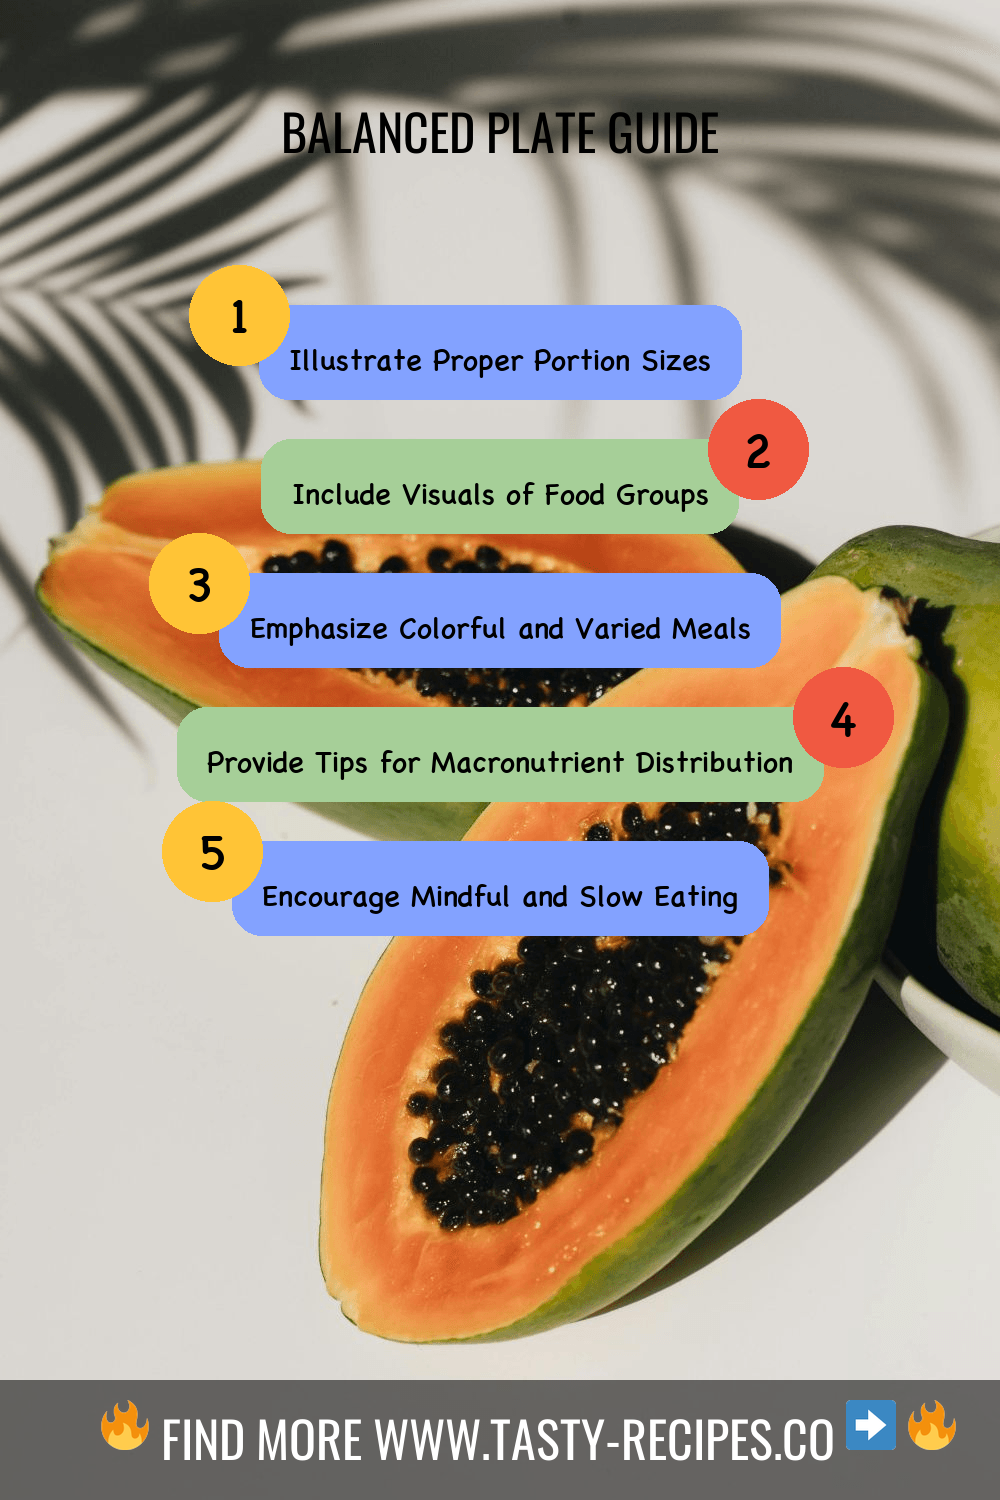 BALANCED PLATE GUIDE
1
Illustrate Proper Portion Sizes
2
Include Visuals of Food Groups
3
Emphasize Colorful and Varied Meals
4
Provide Tips for Macronutrient Distribution
5
Encourage Mindful and Slow Eating
FIND MORE WWW.TASTY-RECIPES.CO